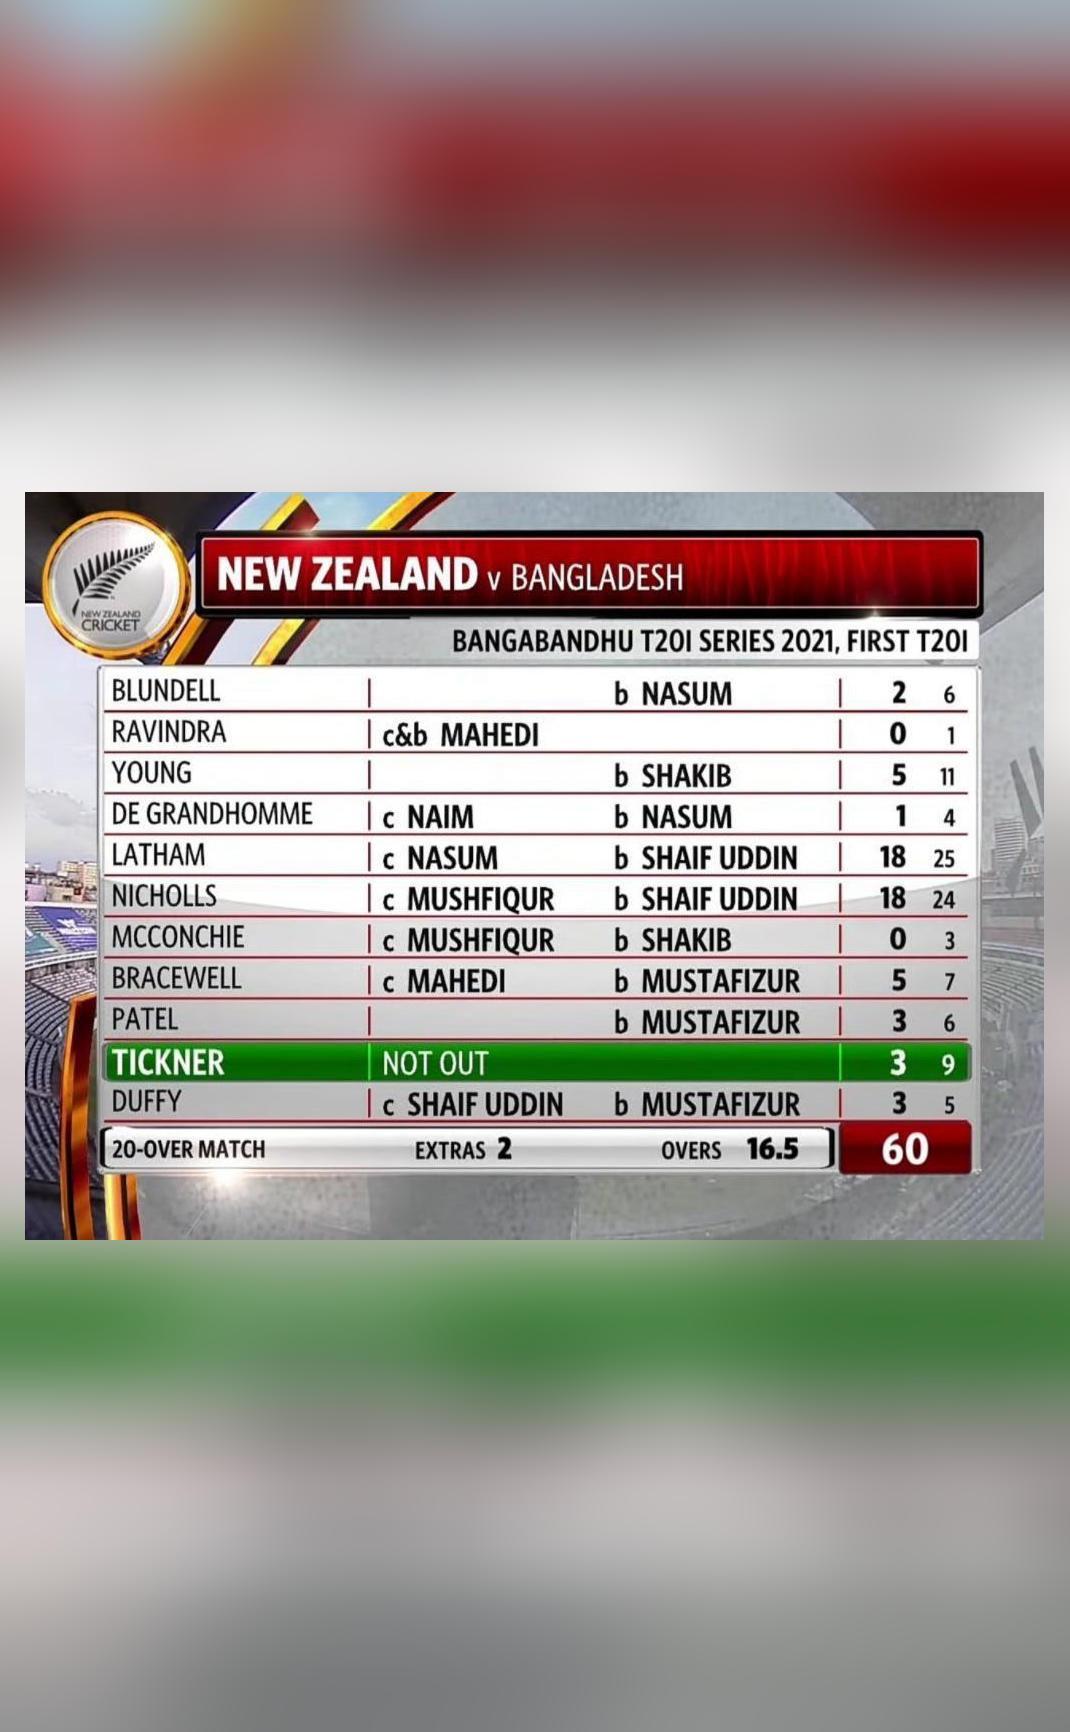 NEW ZEALAND v BANGLADESH
NEW ZEALAND
CRICKET
BANGABANDHU T20I SERIES 2021, FIRST T20I
BLUNDELL b NASUM 2 6
RAVINDRA c&b MAHEDI 0 1
YOUNG b SHAKIB 5 11
DE GRANDHOMME c NAIM b NASUM 1 4
LATHAM c NASUM b SHAIF UDDIN 18 25
NICHOLLS c MUSHFIQUR b SHAIF UDDIN 18 24
MCCONCHIE c MUSHFIQUR b SHAKIB 0 3
BRACEWELL c MAHEDI b MUSTAFIZUR 5 7
PATEL b MUSTAFIZUR 3 6
TICKNER NOT OUT 3 9
DUFFY c SHAIF UDDIN b MUSTAFIZUR 3 5
20-OVER MATCH EXTRAS 2 OVERS 16.5 60